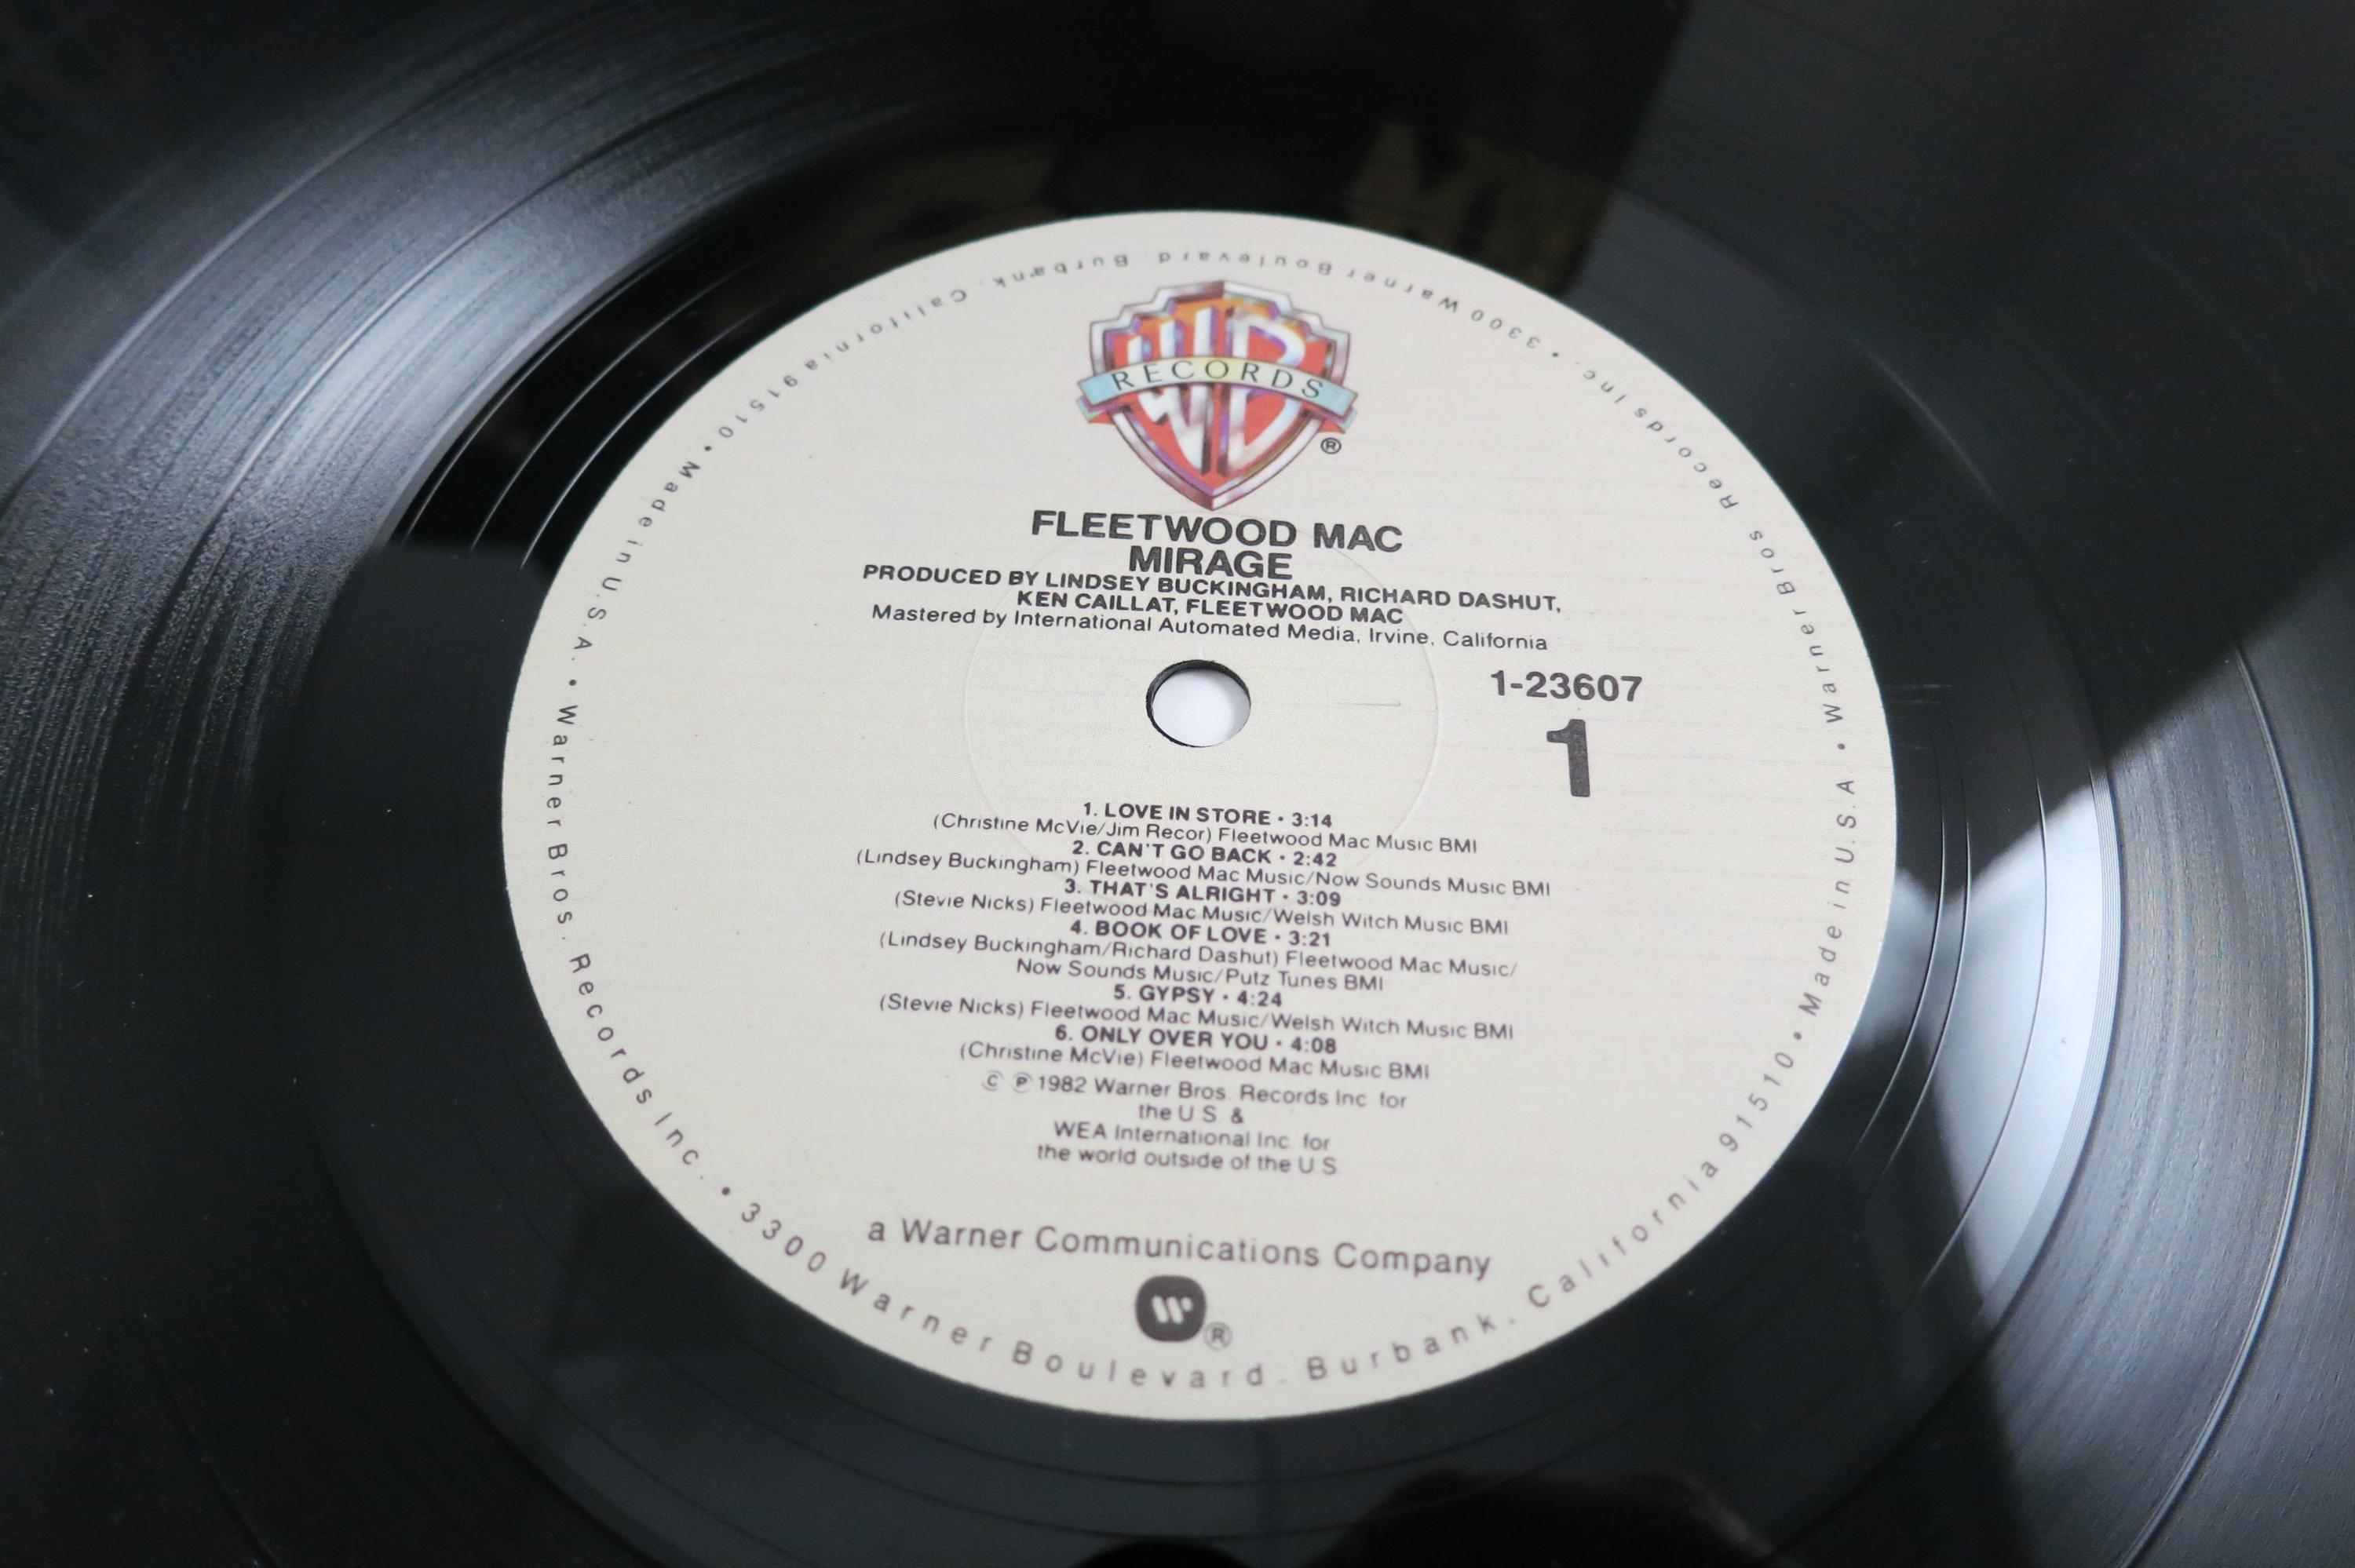 WB
RECORDS
®
FLEETWOOD MAC
MIRAGE
PRODUCED BY LINDSEY BUCKINGHAM, RICHARD DASHUT,
KEN CAILLAT, FLEETWOOD MAC
Mastered by International Automated Media, Irvine, California
1-23607
1
1. LOVE IN STORE • 3:14
(Christine McVie/Jim Recor) Fleetwood Mac Music BMI
2. CAN'T GO BACK • 2:42
(Lindsey Buckingham) Fleetwood Mac Music/Now Sounds Music BMI
3. THAT'S ALRIGHT • 3:09
(Stevie Nicks) Fleetwood Mac Music/Welsh Witch Music BMI
4. BOOK OF LOVE • 3:21
(Lindsey Buckingham/Richard Dashut) Fleetwood Mac Music/
Now Sounds Music/Putz Tunes BMI
5. GYPSY • 4:24
(Stevie Nicks) Fleetwood Mac Music/Welsh Witch Music BMI
6. ONLY OVER YOU • 4:08
(Christine McVie) Fleetwood Mac Music BMI
© ℗ 1982 Warner Bros. Records Inc. for
the U.S. &
WEA International Inc. for
the world outside of the U.S.
a Warner Communications Company
W ®
Warner Bros. Records Inc. • 3300 Warner Boulevard. Burbank. California 91510 • Made in U.S.A. • Warner Bros Records Inc. • 3300 Warner Boulevard. Burbank. California 91510 • Made in U.S.A. •